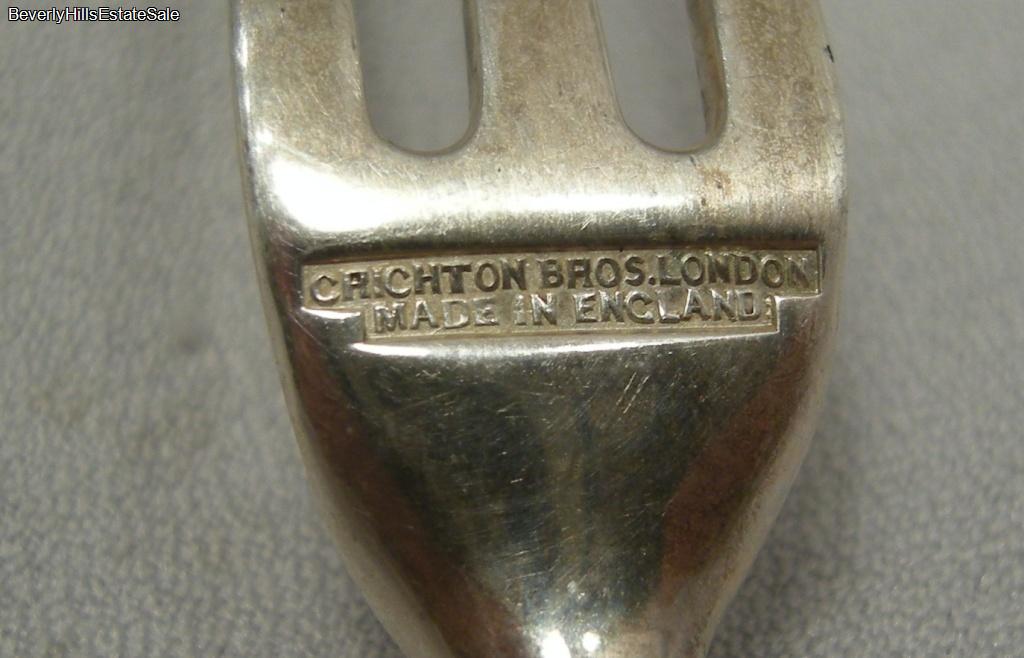 BeverlyHillsEstateSale
CRICHTON BROS. LONDON
MADE IN ENGLAND